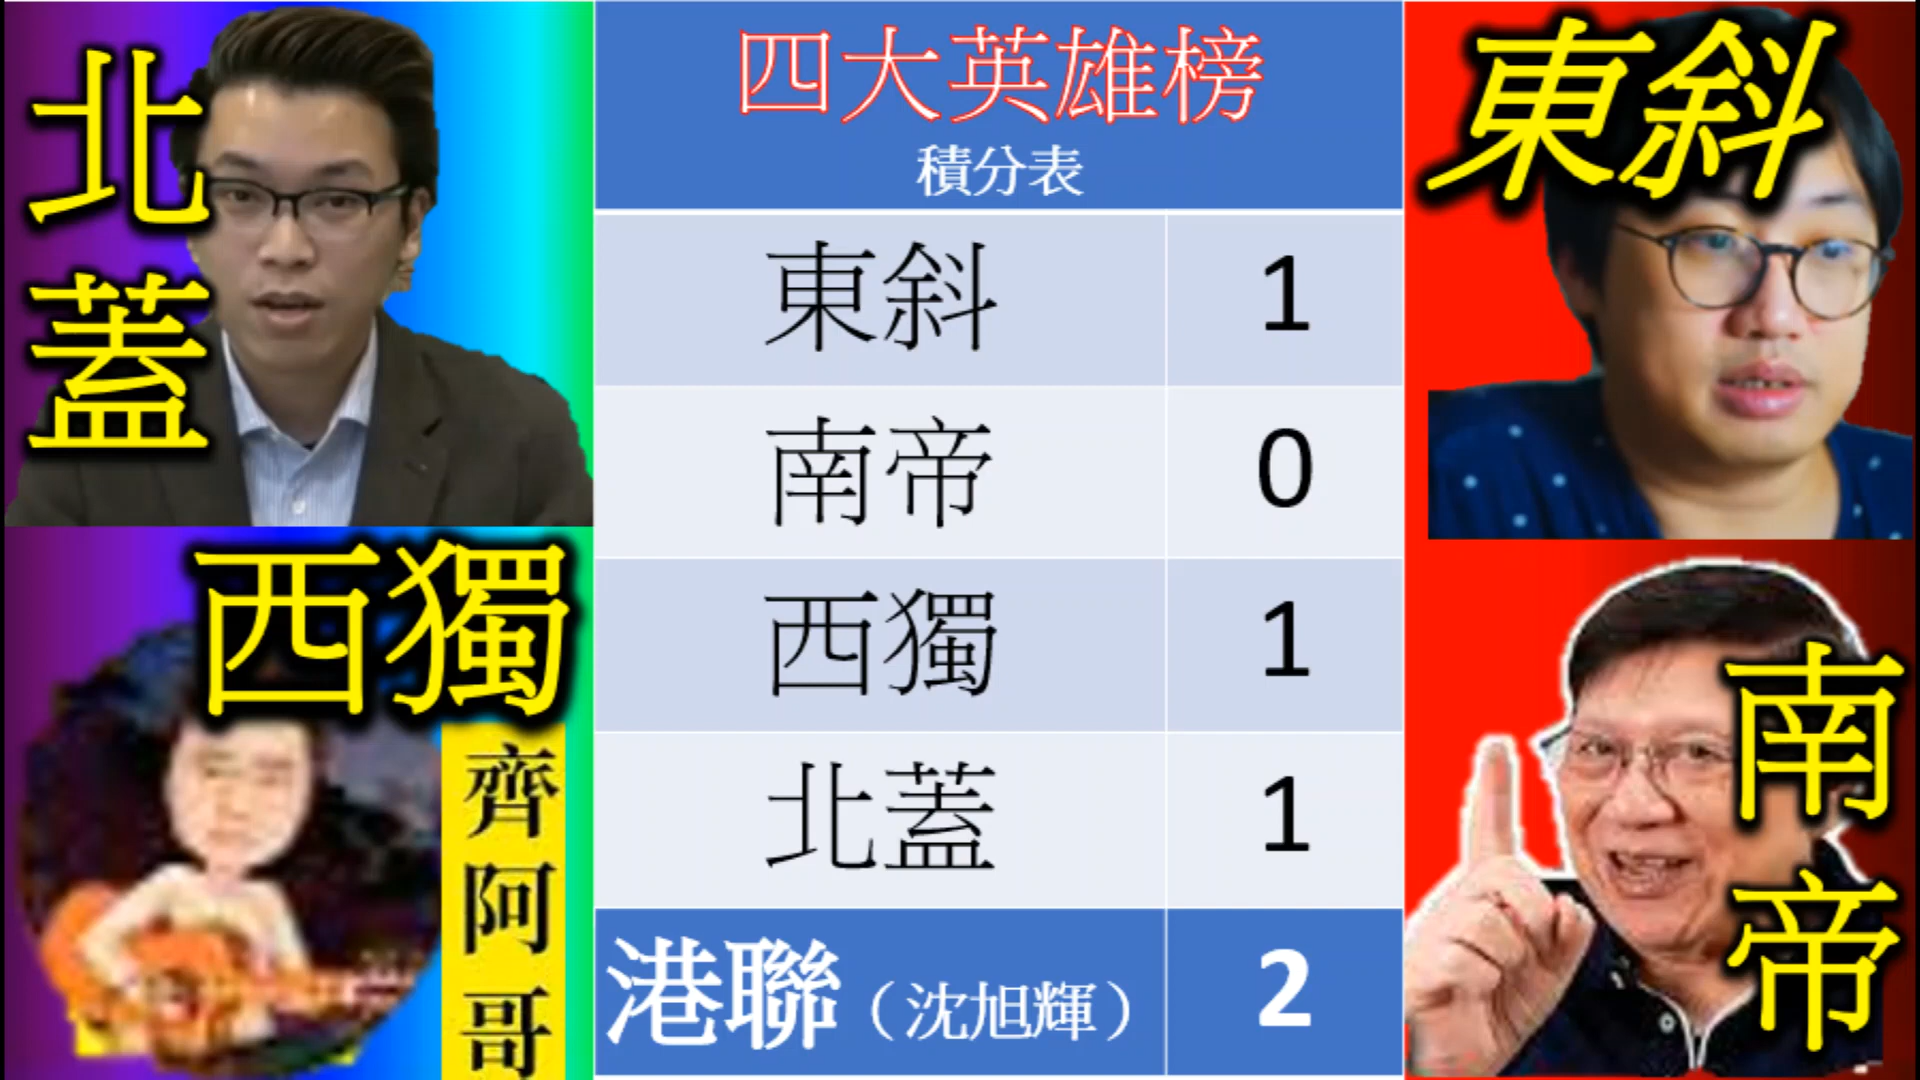 北
蓋
四大英雄榜
積分表
東斜 1
南帝 0
西獨 1
北蓋 1
港聯（沈旭輝） 2
東斜
西獨
齊
阿
哥
南
帝